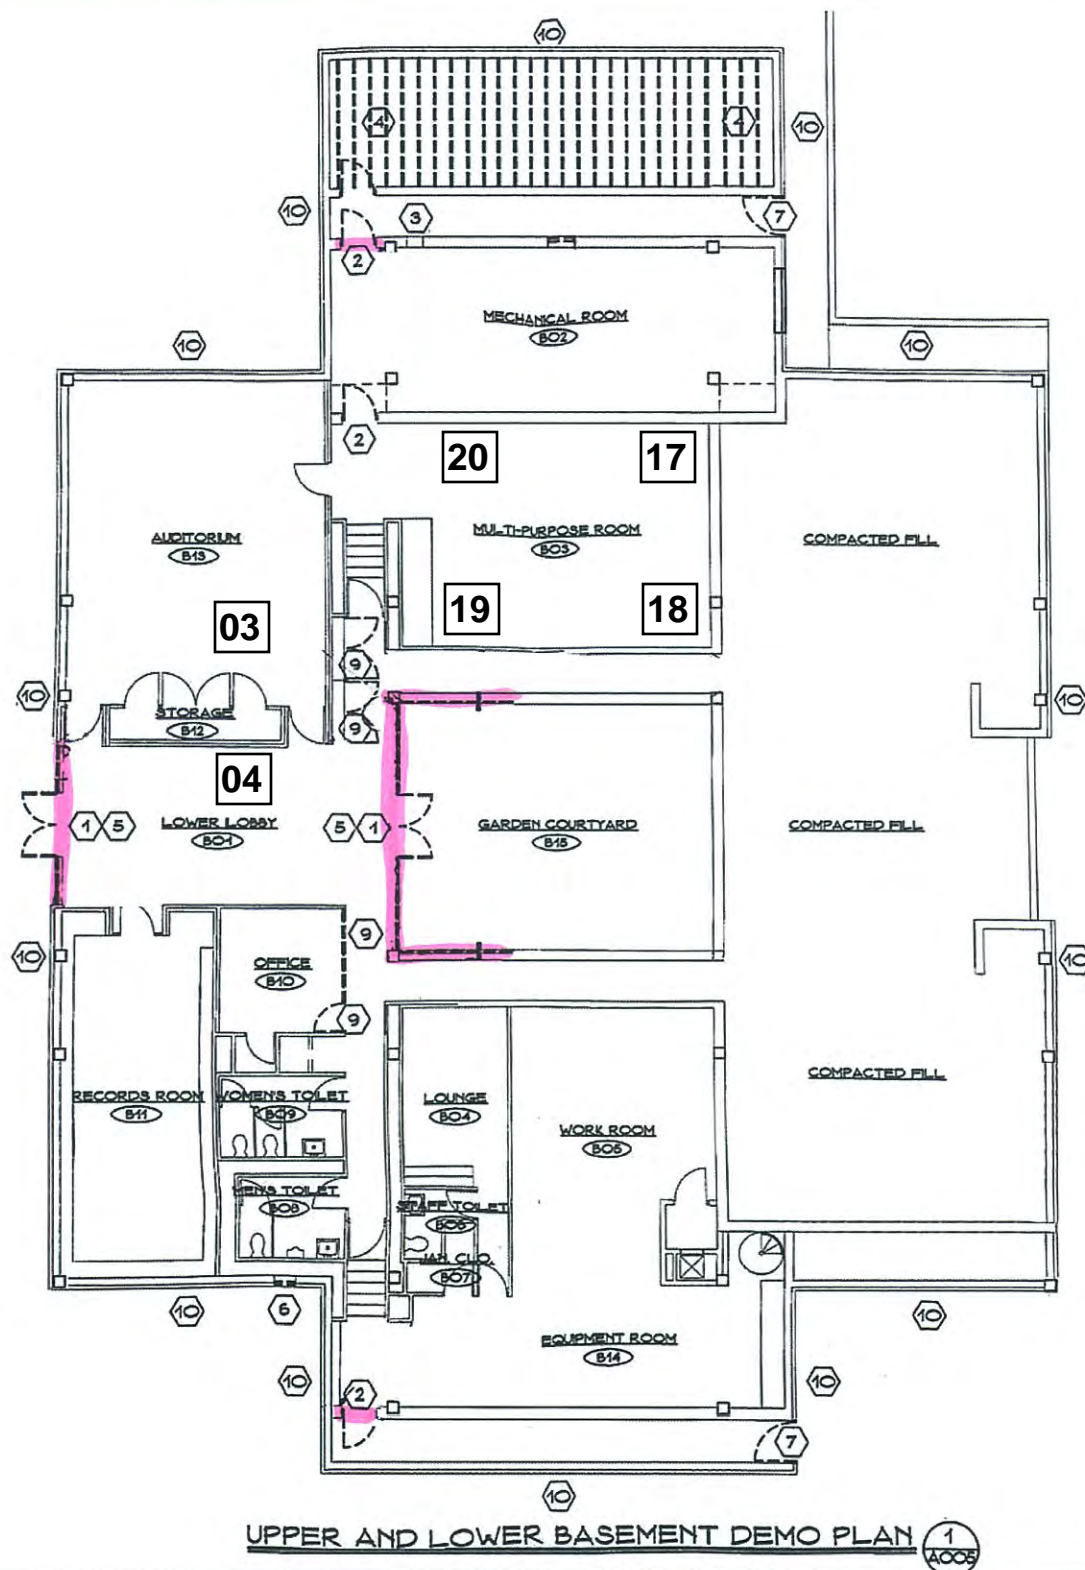 10
4
4
10
10
3
7
2
MECHANICAL ROOM
B02
10
10
2
20
17
AUDITORIUM
B13
MULTI-PURPOSE ROOM
B03
COMPACTED FILL
03
19
18
9
10
STORAGE
B12
9
10
04
1
5
LOWER LOBBY
B01
5
1
GARDEN COURTYARD
B15
COMPACTED FILL
9
10
OFFICE
B10
10
9
RECORDS ROOM
B11
WOMEN'S TOILET
B09
LOUNGE
B04
COMPACTED FILL
WORK ROOM
B05
MEN'S TOILET
B08
STAFF TOILET
B06
JAN. CLO.
B07
10
6
10
EQUIPMENT ROOM
B14
10
2
10
7
10
UPPER AND LOWER BASEMENT DEMO PLAN
1
A005